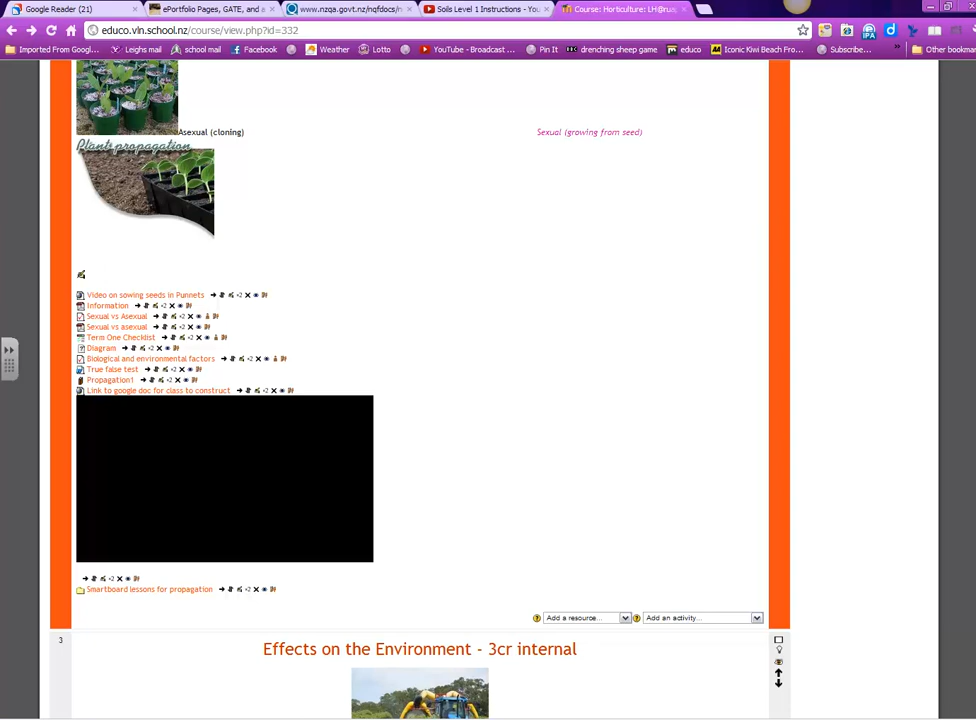 Google Reader (21)
ePortfolio Pages, GATE, and a
www.nzqa.govt.nz/nqfdocs/n
Soils Level 1 Instructions - You
Course: Horticulture: LH@rua
educo.vln.school.nz/course/view.php?id=332
Imported From Googl...
Leighs mail
school mail
Facebook
Weather
Lotto
YouTube - Broadcast ...
Pin It
drenching sheep game
educo
Iconic Kiwi Beach Fro...
Subscribe...
Other bookmar
Asexual (cloning)
Sexual (growing from seed)
Plants propagation
Video on sowing seeds in Punnets
Information
Sexual vs Asexual
Sexual vs asexual
Term One Checklist
Diagram
Biological and environmental factors
True false test
Propagation1
Link to google doc for class to construct
Smartboard lessons for propagation
Add a resource...
Add an activity...
3
Effects on the Environment - 3cr internal